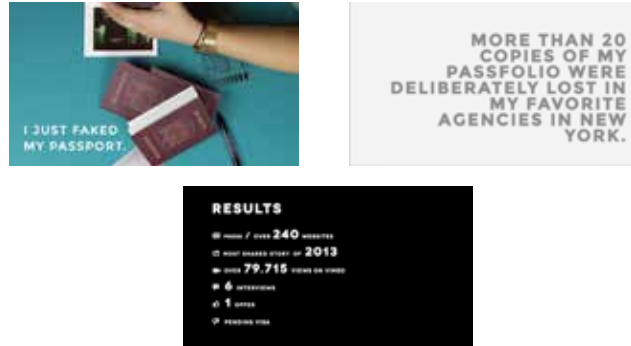 I JUST FAKED
MY PASSPORT.
MORE THAN 20
COPIES OF MY
PASSFOLIO WERE
DELIBERATELY LOST IN
MY FAVORITE
AGENCIES IN NEW
YORK.
RESULTS
/ OVER 240 WEBSITES
MOST SHARED STORY OF 2013
OVER 79.715 VIEWS ON VIMEO
6 INTERVIEWS
1 OFFER
PENDING VISA